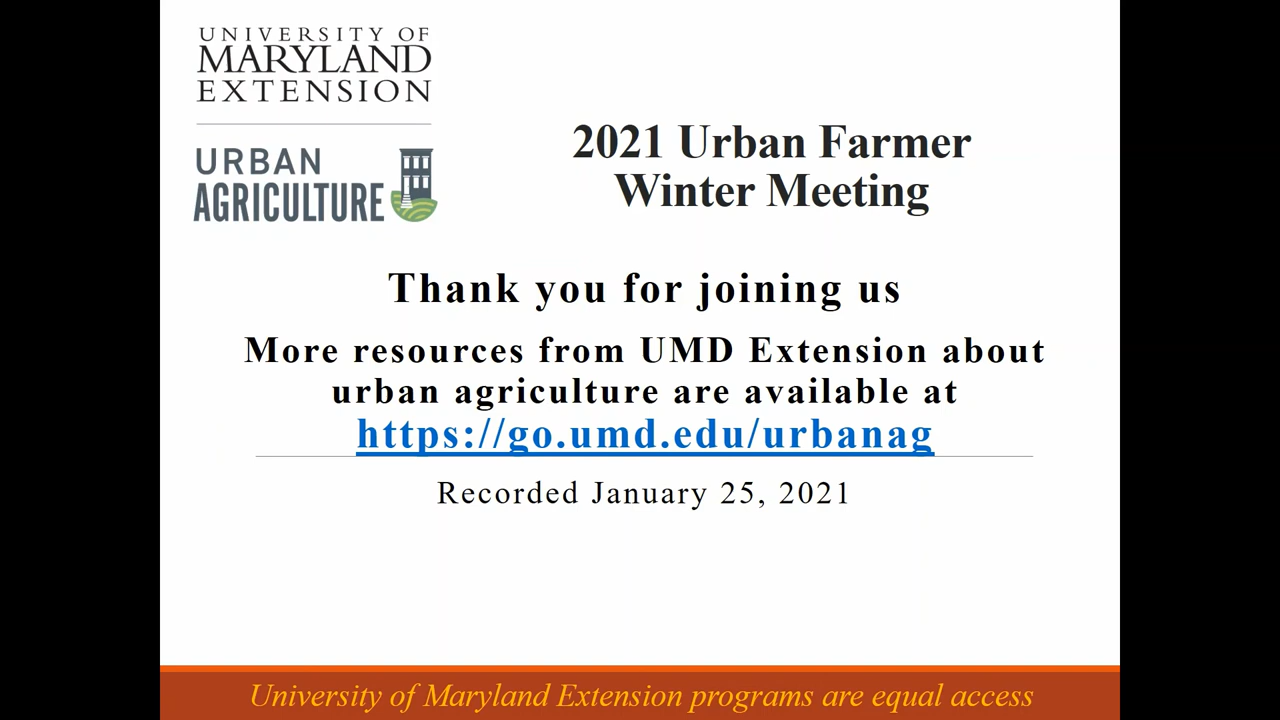 UNIVERSITY OF
MARYLAND
EXTENSION
URBAN
AGRICULTURE
2021 Urban Farmer
Winter Meeting
Thank you for joining us
More resources from UMD Extension about
urban agriculture are available at
https://go.umd.edu/urbanag
Recorded January 25, 2021
University of Maryland Extension programs are equal access